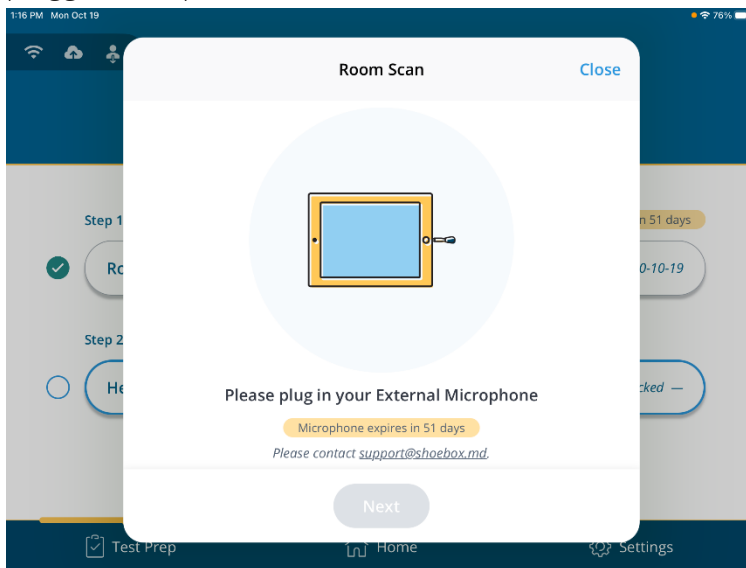 1:16 PM Mon Oct 19
76%
Room Scan
Close
Step 1
n 51 days
Ro
0-10-19
Step 2
He
cked —
Please plug in your External Microphone
Microphone expires in 51 days
Please contact support@shoebox.md.
Next
Test Prep
Home
Settings